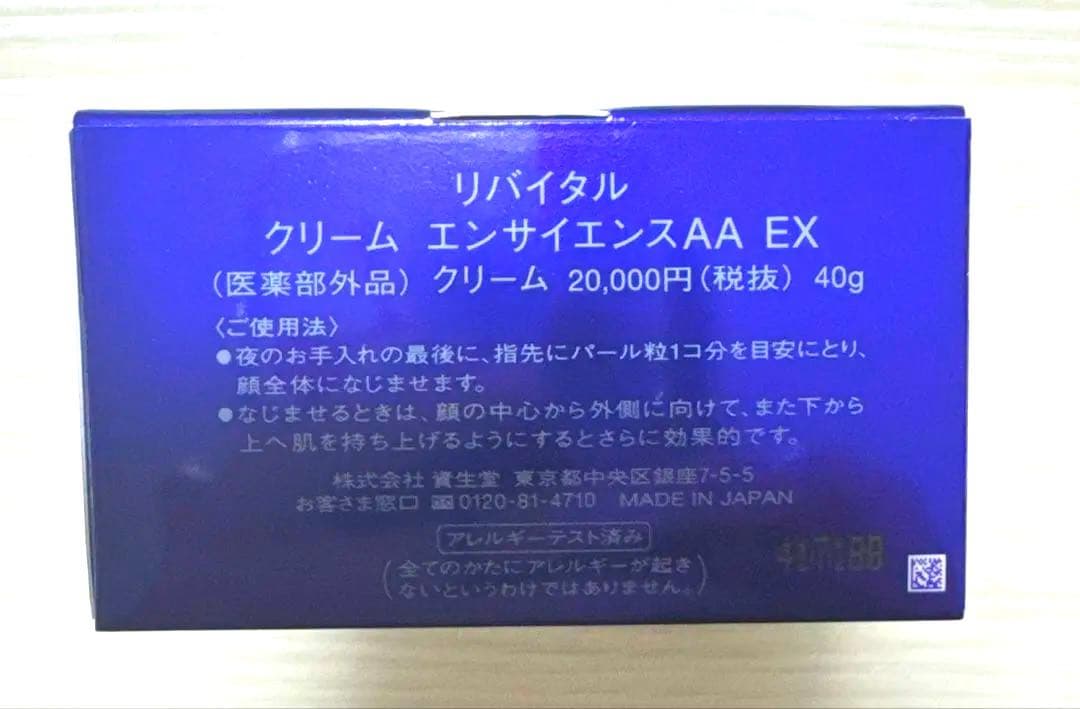 リバイタル
クリーム エンサイエンスAA EX
(医薬部外品) クリーム 20,000円(税抜) 40g
〈ご使用法〉
●夜のお手入れの最後に、指先にパール粒1コ分を目安にとり、
顔全体になじませます。
●なじませるときは、顔の中心から外側に向けて、また下から
上へ肌を持ち上げるようにするとさらに効果的です。
株式会社 資生堂 東京都中央区銀座7-5-5
お客さま窓口 0120-81-4710 MADE IN JAPAN
アレルギーテスト済み
(全てのかたにアレルギーが起き
ないというわけではありません。)